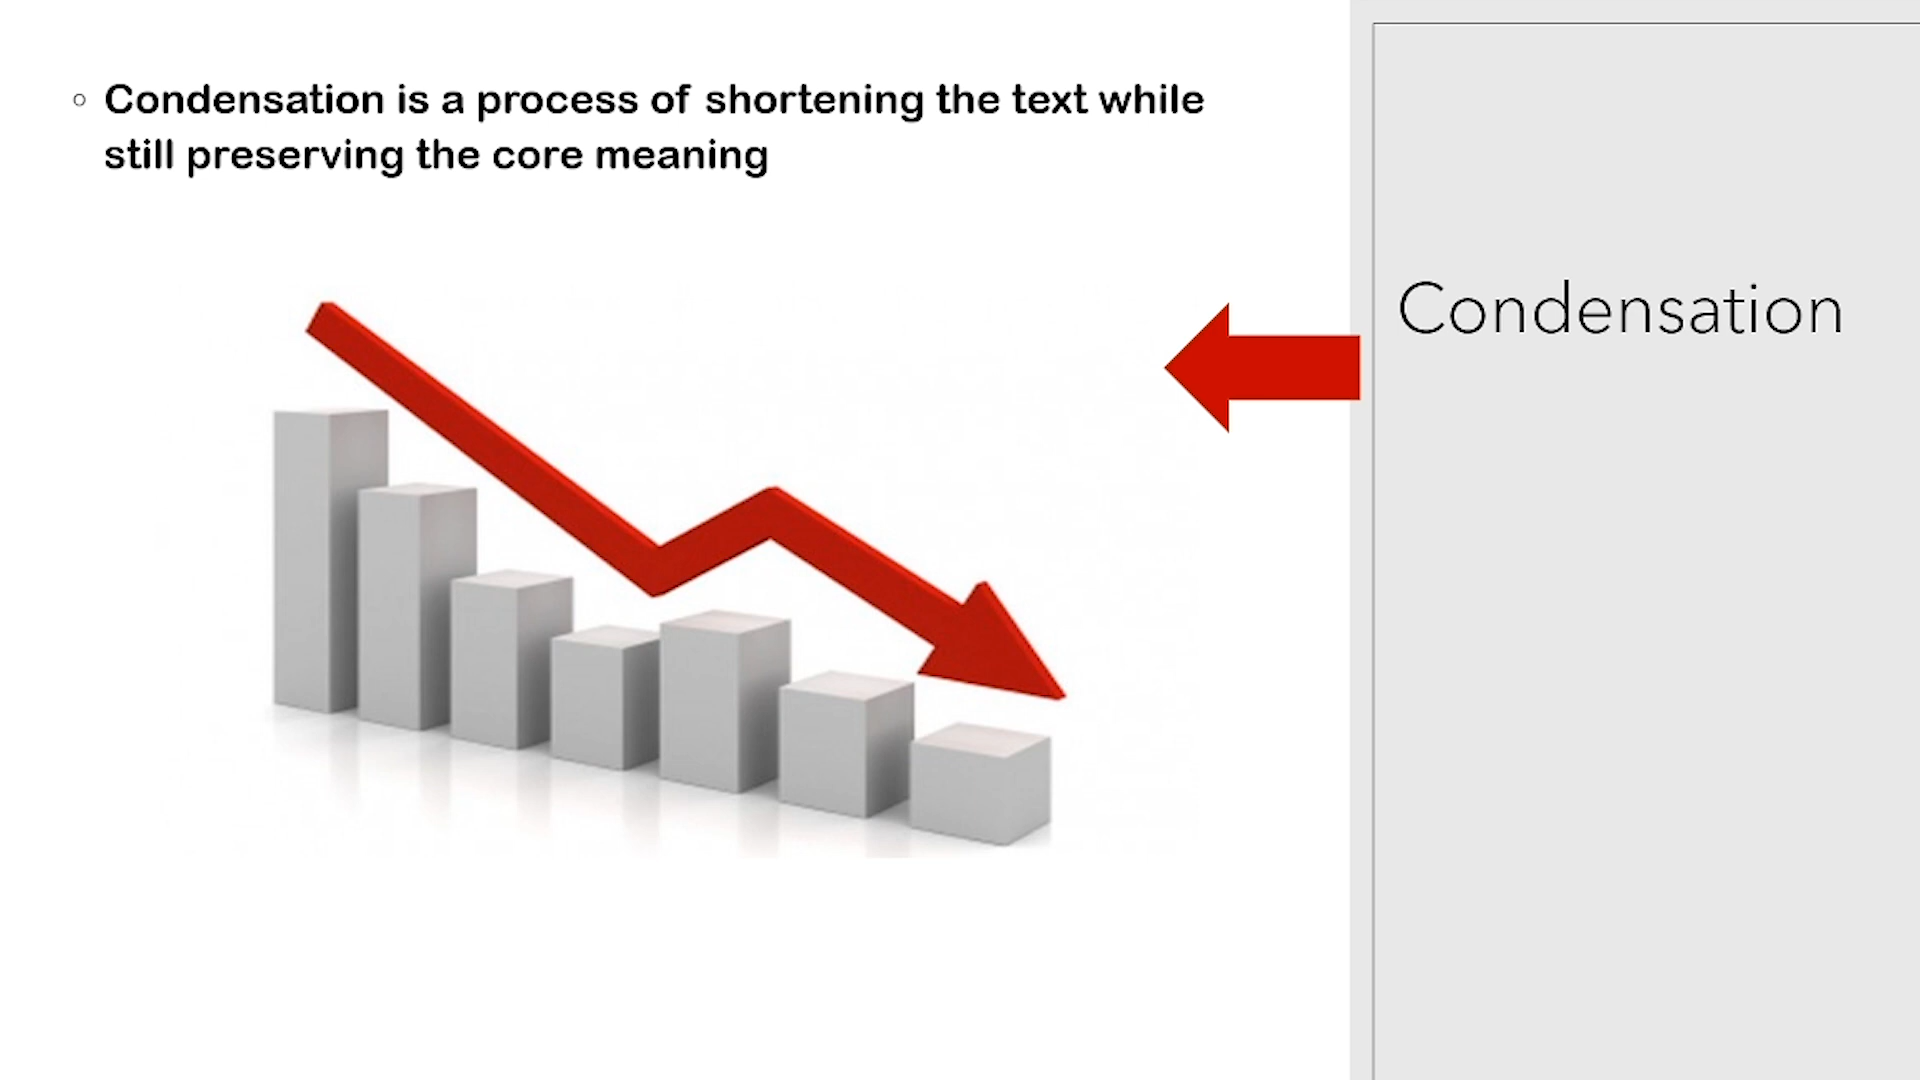 Condensation is a process of shortening the text while
still preserving the core meaning
Condensation